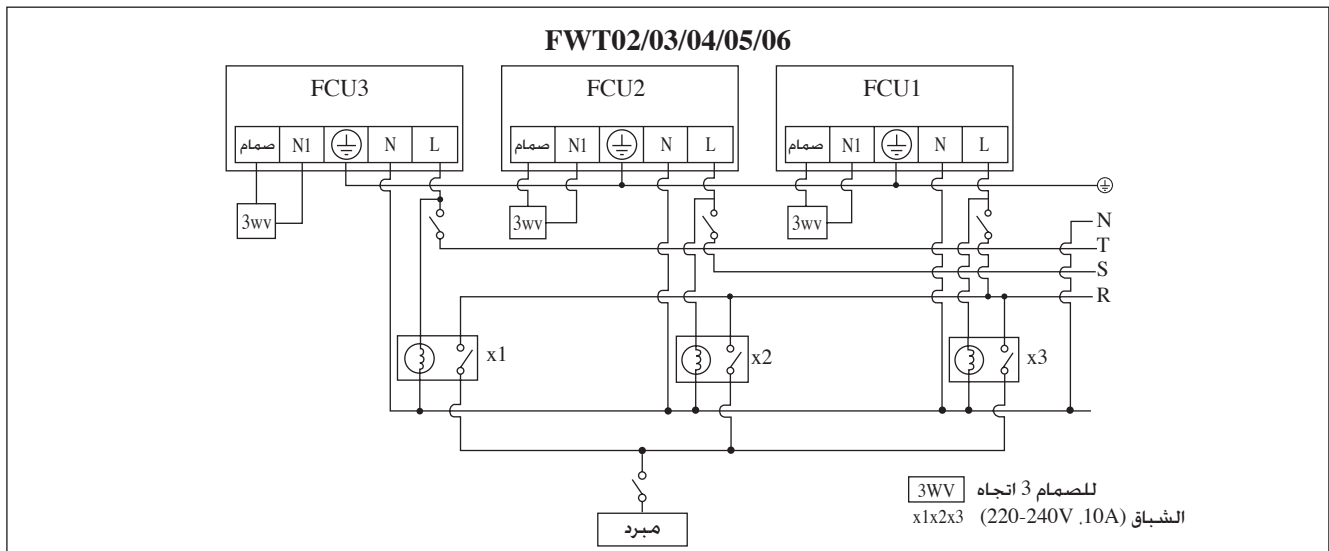 FWT02/03/04/05/06
FCU3 FCU2 FCU1
صمام N1 N L صمام N1 N L صمام N1 N L
3wv 3wv 3wv
N
T
S
R
x1 x2 x3
3WV للصمام 3 اتجاه
x1x2x3 الشباق (220-240V ,10A)
مبرد